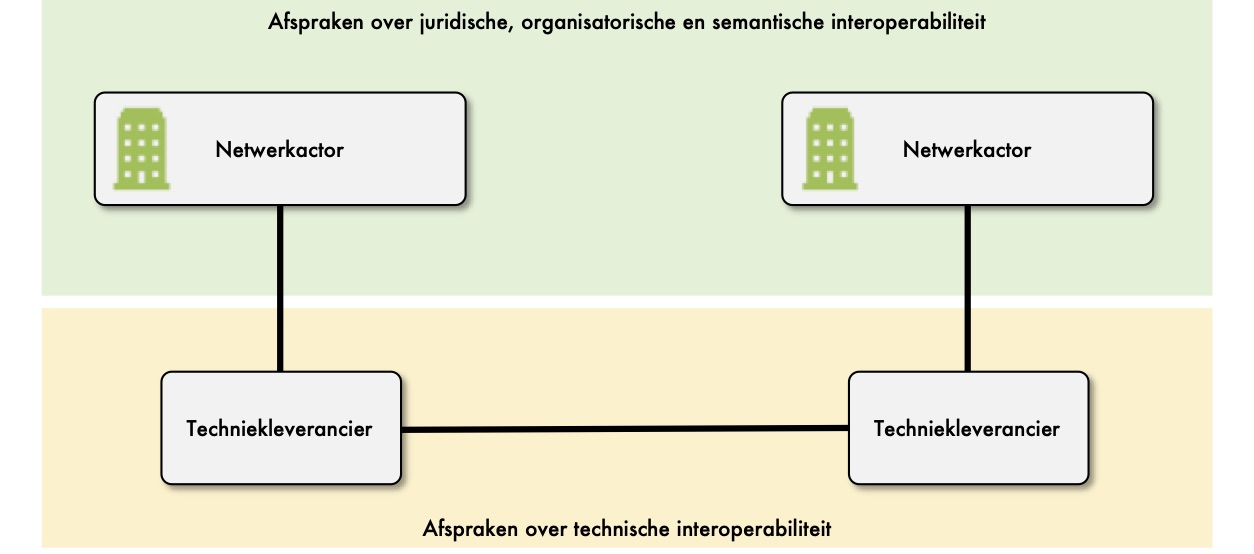 Afspraken over juridische, organisatorische en semantische interoperabiliteit
Netwerkactor
Netwerkactor
Techniekleverancier
Techniekleverancier
Afspraken over technische interoperabiliteit